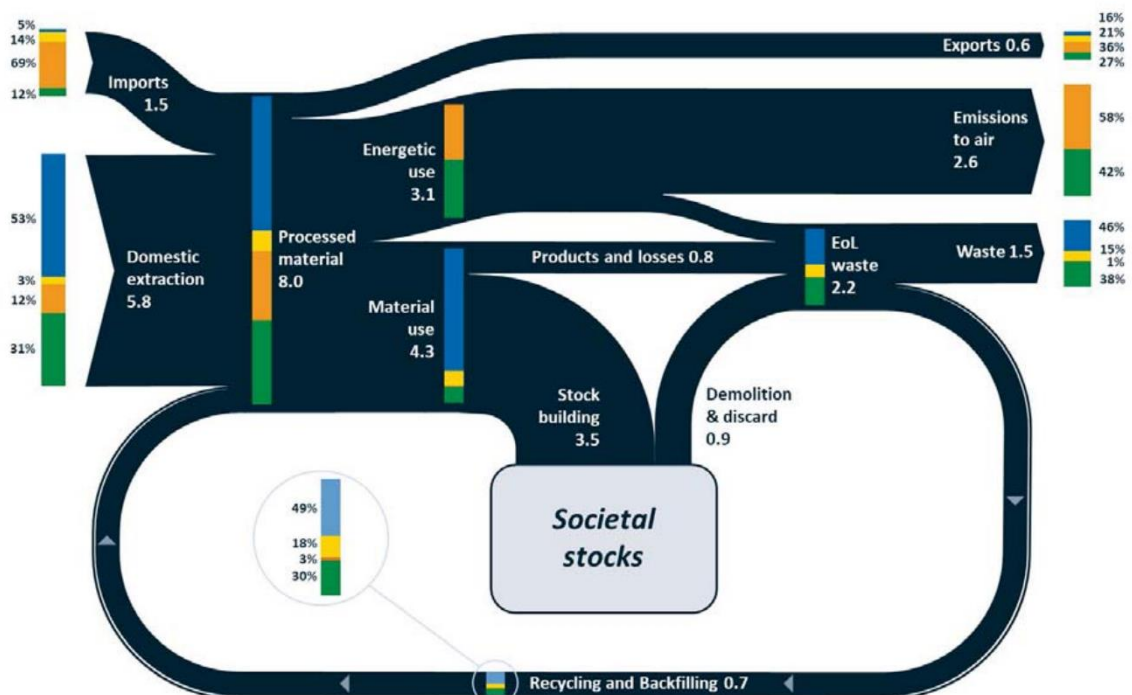 5%
14%
69%
12%
Imports
1.5
53%
3%
12%
31%
Domestic
extraction
5.8
Processed
material
8.0
Energetic
use
3.1
Material
use
4.3
Exports 0.6
16%
21%
36%
27%
Emissions
to air
2.6
58%
42%
Products and losses 0.8
EoL
waste
2.2
Waste 1.5
46%
15%
1%
38%
Stock
building
3.5
Demolition
& discard
0.9
Societal
stocks
49%
18%
3%
30%
Recycling and Backfilling 0.7